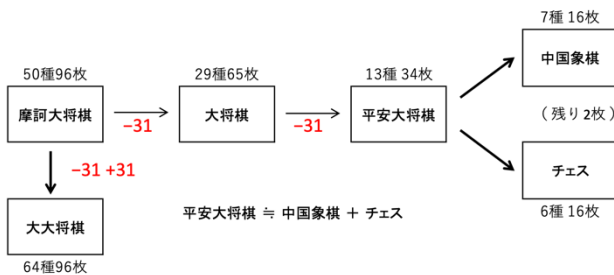 7種 16枚
50種96枚
29種65枚
13種 34枚
中国象棋
摩訶大将棋
−31
大将棋
−31
平安大将棋
（ 残り 2枚 ）
−31 +31
チェス
大大将棋
平安大将棋 ≒ 中国象棋 ＋ チェス
6種 16枚
64種96枚